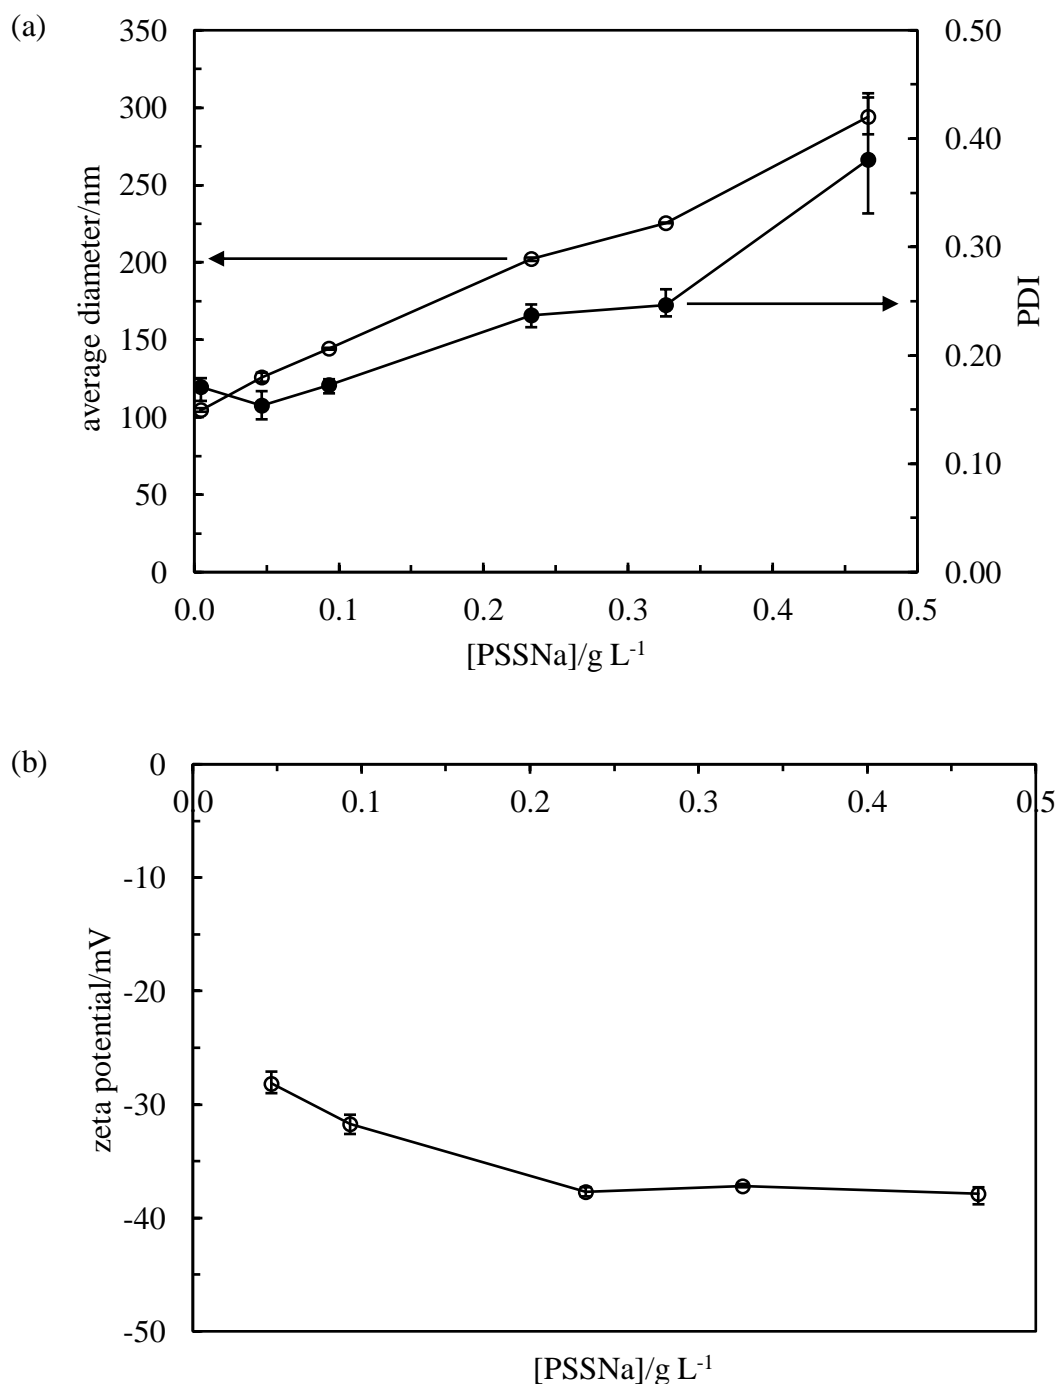 (a)
350
300
250
200
150
100
50
0
average diameter/nm
0.50
0.40
0.30
0.20
0.10
0.00
PDI
0.0 0.1 0.2 0.3 0.4 0.5
[PSSNa]/g L⁻¹
(b)
0
-10
-20
-30
-40
-50
zeta potential/mV
0.0 0.1 0.2 0.3 0.4 0.5
[PSSNa]/g L⁻¹